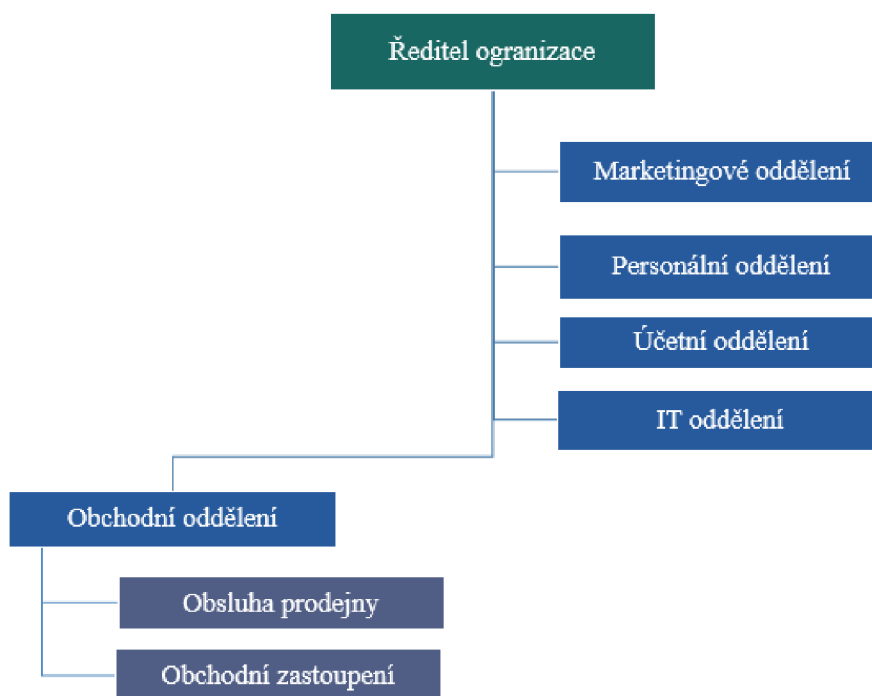 Ředitel ogranizace
Marketingové oddělení
Personální oddělení
Účetní oddělení
IT oddělení
Obchodní oddělení
Obsluha prodejny
Obchodní zastoupení